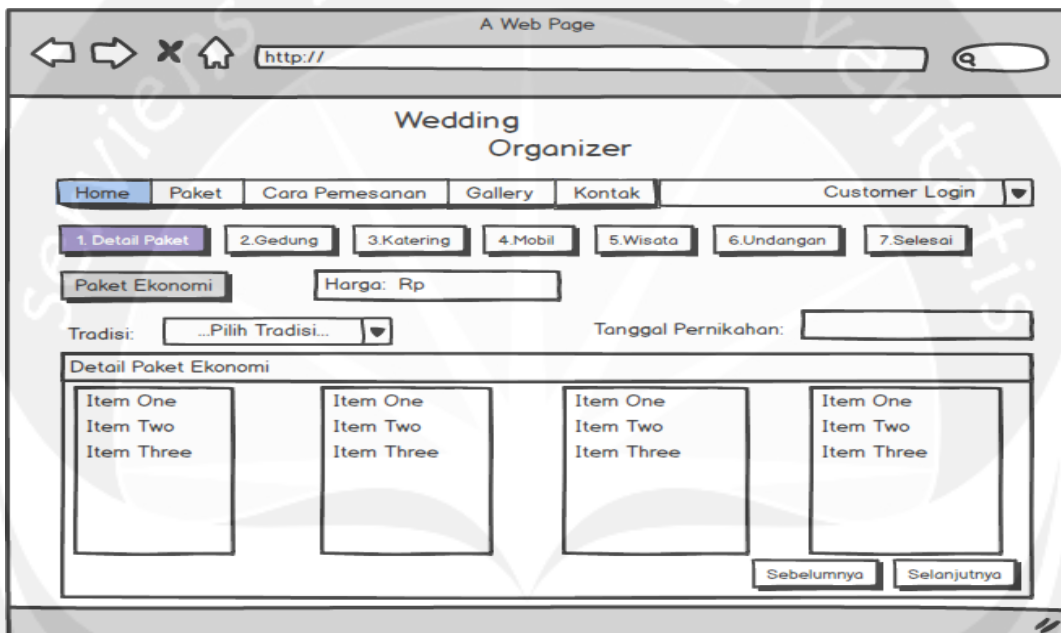 A Web Page
http://
Wedding
Organizer
Home Paket Cara Pemesanan Gallery Kontak Customer Login
1. Detail Paket 2.Gedung 3.Katering 4.Mobil 5.Wisata 6.Undangan 7.Selesai
Paket Ekonomi Harga: Rp
Tradisi: ...Pilih Tradisi... Tanggal Pernikahan:
Detail Paket Ekonomi
Item One Item One Item One Item One
Item Two Item Two Item Two Item Two
Item Three Item Three Item Three Item Three
Sebelumnya Selanjutnya
serviens veritatis